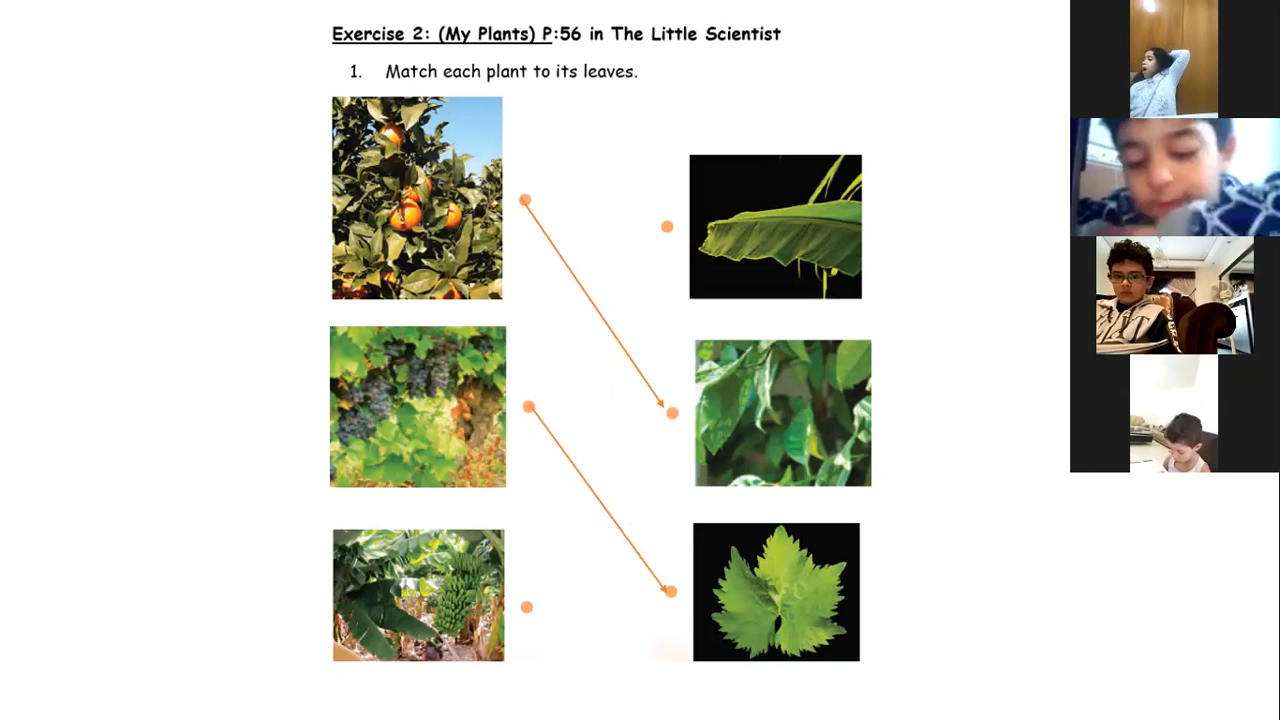 Exercise 2: (My Plants) P:56 in The Little Scientist
1. Match each plant to its leaves.